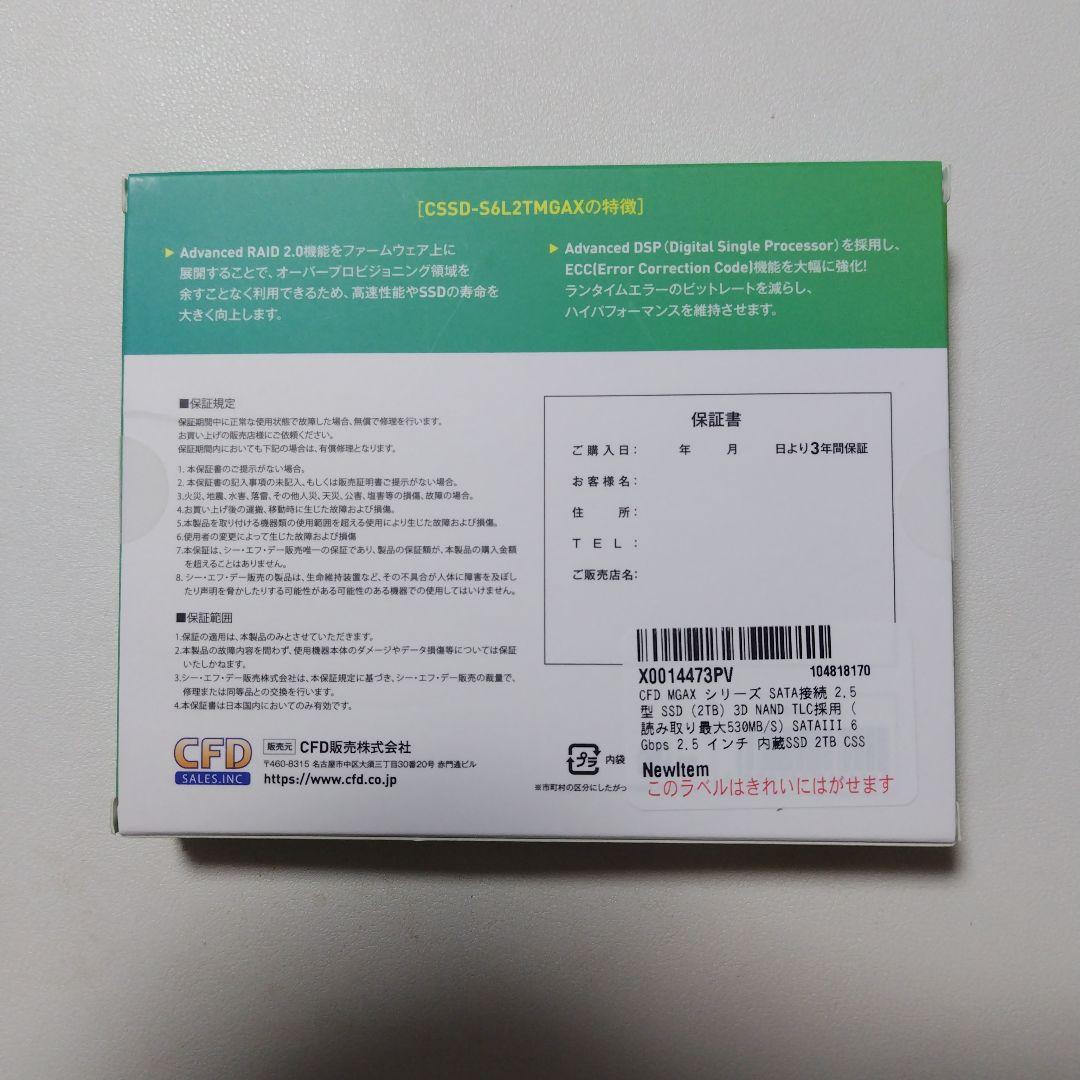 [CSSD-S6L2TMGAXの特徴]
▶ Advanced RAID 2.0機能をファームウェア上に
展開することで、オーバープロビジョニング領域を
余すことなく利用できるため、高速性能やSSDの寿命を
大きく向上します。
▶ Advanced DSP(Digital Single Processor)を採用し、
ECC(Error Correction Code)機能を大幅に強化!
ランタイムエラーのビットレートを減らし、
ハイパフォーマンスを維持させます。
■保証規定
保証期間中に正常な使用状態で故障した場合、無償で修理を行います。
お買い上げの販売店様にご依頼ください。
保証期間内においても下記の場合は、有償修理となります。
1. 本保証書のご提示がない場合。
2. 本保証書の記入事項の未記入、もしくは販売証明書ご提示がない場合。
3.火災、地震、水害、落雷、その他人災、天災、公害、塩害等の損傷、故障の場合。
4.お買い上げ後の運搬、移動時に生じた故障および損傷。
5.本製品を取り付ける機器類の使用範囲を超える使用により生じた故障および損傷。
6.使用者の変更によって生じた故障および損傷
7.本保証は、シー・エフ・デー販売唯一の保証であり、製品の保証額が、本製品の購入金額
を超えることはありません。
8. シー・エフ・デー販売の製品は、生命維持装置など、その不具合が人体に障害を及ぼし
たり声明を脅かしたりする可能性がある可能性のある機器での使用してはいけません。
■保証範囲
1.保証の適用は、本製品のみとさせていただきます。
2.本製品の故障内容を問わず、使用機器本体のダメージやデータ損傷等については保証
いたしかねます。
3.シー・エフ・デー販売株式会社は、本保証規定に基づき、シー・エフ・デー販売の裁量で、
修理または同等品との交換を行います。
4.本保証書は日本国内においてのみ有効です。
保証書
ご購入日: 年 月 日より3年間保証
お客様名:
住 所:
TEL:
ご販売店名:
CFD
SALES.INC
販売元 CFD販売株式会社
〒460-8315 名古屋市中区大須三丁目30番20号 赤門通ビル
https://www.cfd.co.jp
プラ 内袋
※市町村の区分にしたがっ
X0014473PV 104818170
CFD MGAX シリーズ SATA接続 2.5
型 SSD (2TB) 3D NAND TLC採用 (
読み取り最大530MB/S) SATAIII 6
Gbps 2.5 インチ 内蔵SSD 2TB CSS
NewItem
このラベルはきれいにはがせます